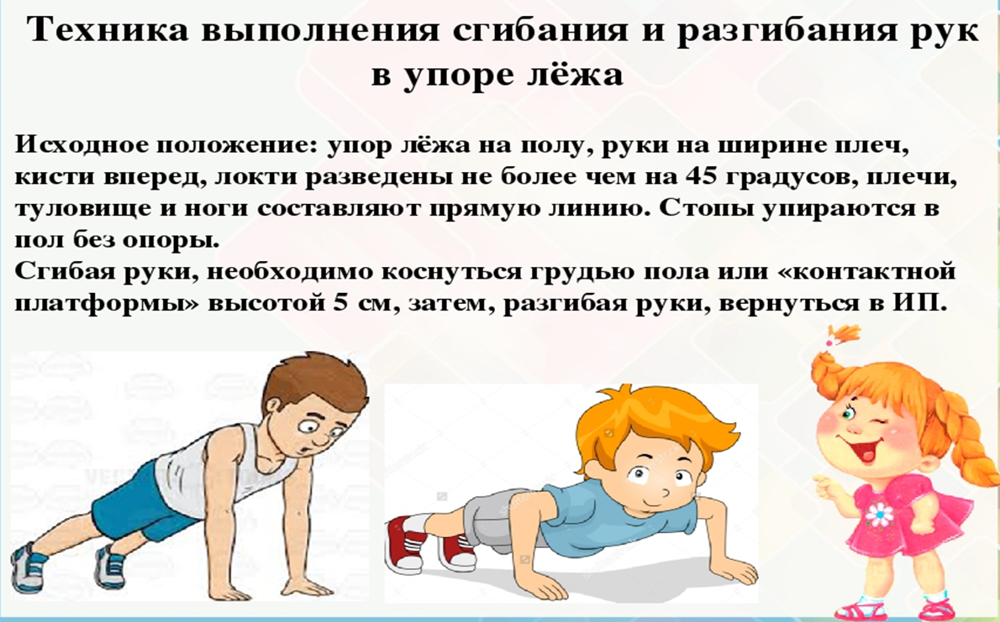 Техника выполнения сгибания и разгибания рук
в упоре лёжа
Исходное положение: упор лёжа на полу, руки на ширине плеч,
кисти вперед, локти разведены не более чем на 45 градусов, плечи,
туловище и ноги составляют прямую линию. Стопы упираются в
пол без опоры.
Сгибая руки, необходимо коснуться грудью пола или «контактной
платформы» высотой 5 см, затем, разгибая руки, вернуться в ИП.